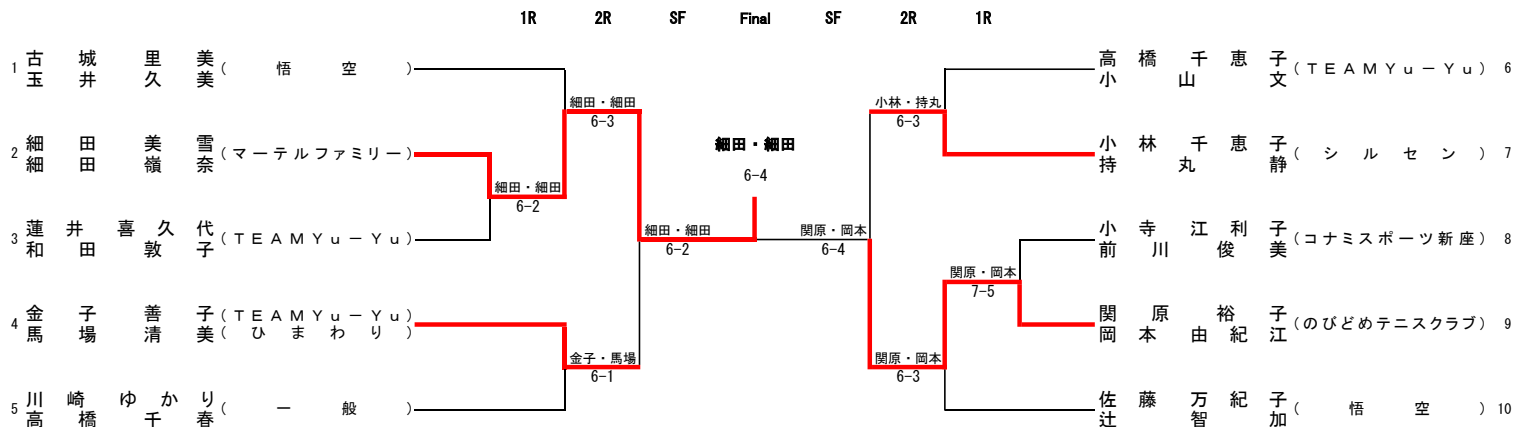 1R 2R SF Final SF 2R 1R
1 古城里美 (悟空)
玉井久美
2 細田美雪 (マーテルファミリー)
細田嶺奈
3 蓮井喜久代 (TEAMYu-Yu)
和田敦子
4 金子善子 (TEAMYu-Yu)
馬場清美 (ひまわり)
5 川崎ゆかり (一般)
高橋千春
細田・細田
6-2
細田・細田
6-3
金子・馬場
6-1
細田・細田
6-2
細田・細田
6-4
関原・岡本
6-4
小林・持丸
6-3
関原・岡本
6-3
関原・岡本
7-5
高橋千恵子 (TEAMYu-Yu) 6
小山文
小林千恵子 (シルセン) 7
持丸静
小寺江利子 (コナミスポーツ新座) 8
前川俊美
関原裕子 (のびどめテニスクラブ) 9
岡本由紀江
佐藤万紀子 (悟空) 10
辻智加